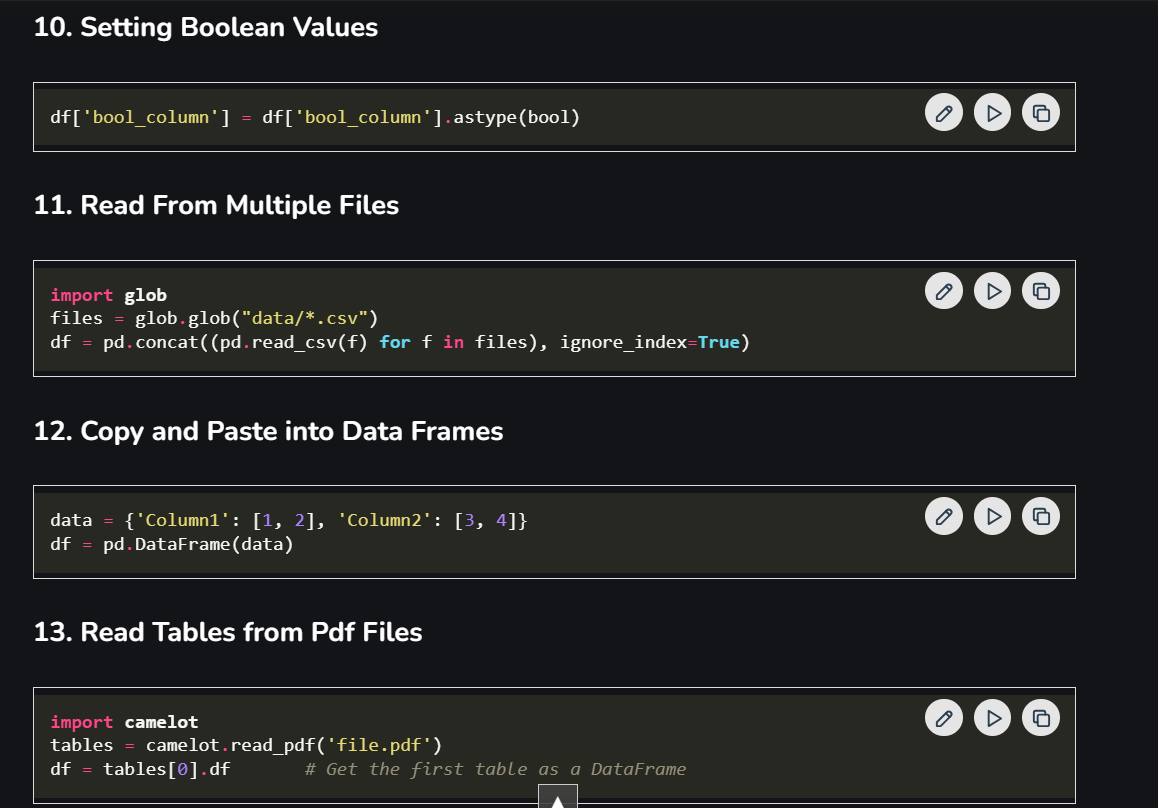 10. Setting Boolean Values
df['bool_column'] = df['bool_column'].astype(bool)
11. Read From Multiple Files
import glob
files = glob.glob("data/*.csv")
df = pd.concat((pd.read_csv(f) for f in files), ignore_index=True)
12. Copy and Paste into Data Frames
data = {'Column1': [1, 2], 'Column2': [3, 4]}
df = pd.DataFrame(data)
13. Read Tables from Pdf Files
import camelot
tables = camelot.read_pdf('file.pdf')
df = tables[0].df       # Get the first table as a DataFrame